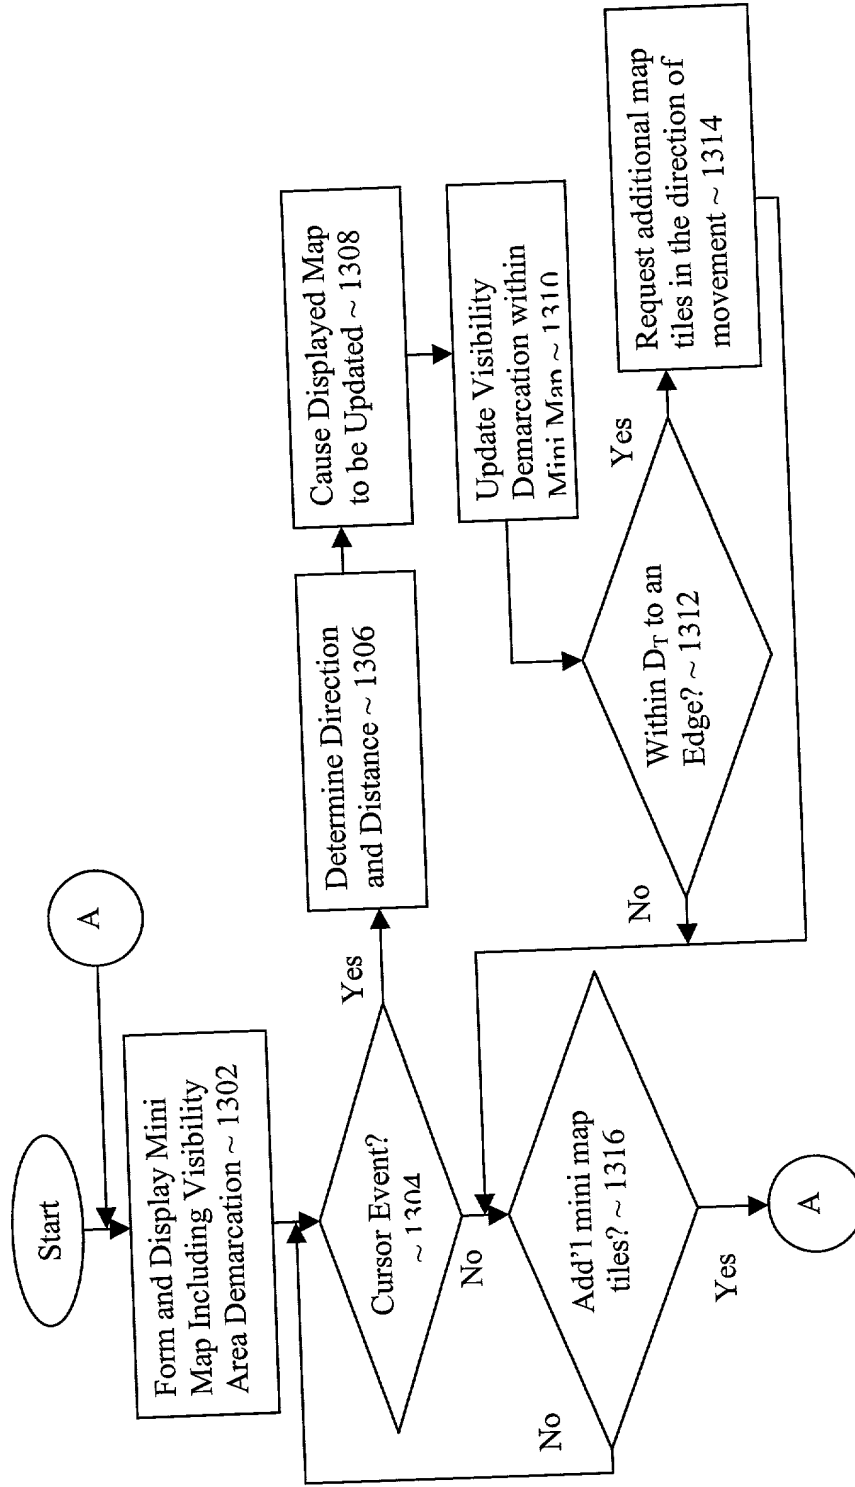 Start
A
Form and Display Mini
Map Including Visibility
Area Demarcation ~ 1302
Cursor Event?
~ 1304
Yes
No
Determine Direction
and Distance ~ 1306
Cause Displayed Map
to be Updated ~ 1308
Update Visibility
Demarcation within
Mini Map ~ 1310
Within DT to an
Edge? ~ 1312
Yes
No
Request additional map
tiles in the direction of
movement ~ 1314
Add'l mini map
tiles? ~ 1316
No
Yes
A